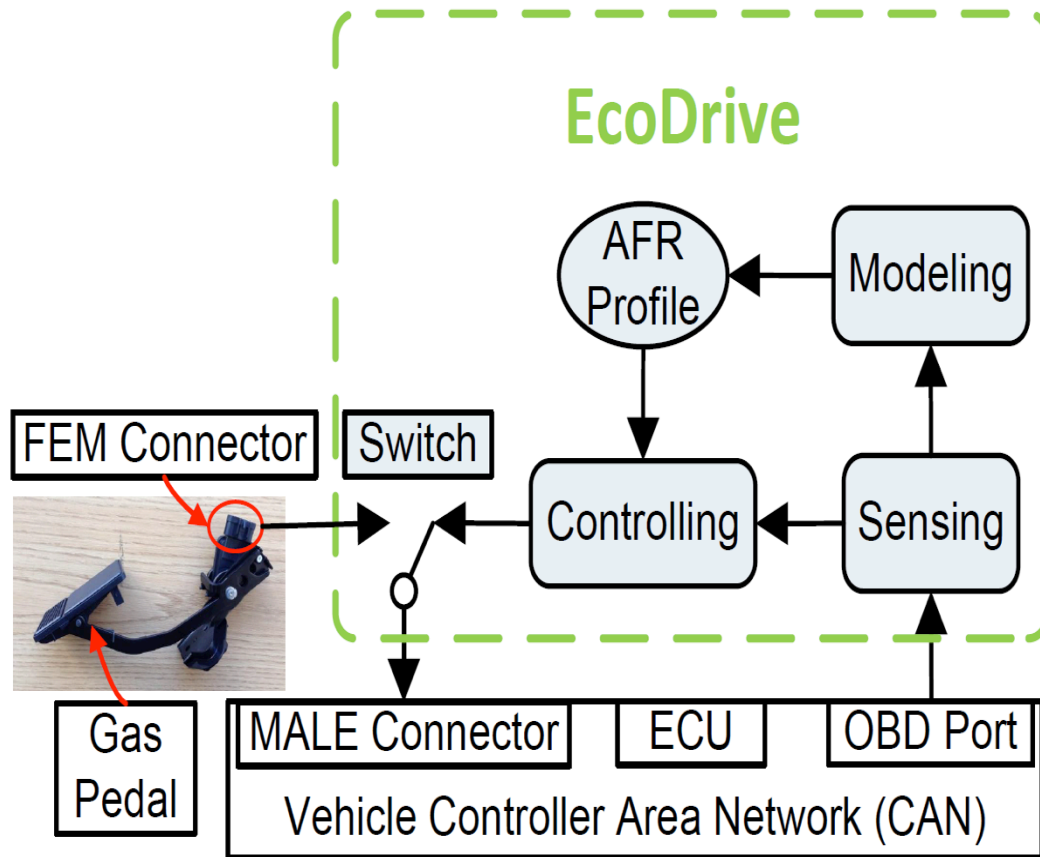 EcoDrive
AFR
Profile
Modeling
FEM Connector
Switch
Controlling
Sensing
Gas
Pedal
MALE Connector
ECU
OBD Port
Vehicle Controller Area Network (CAN)